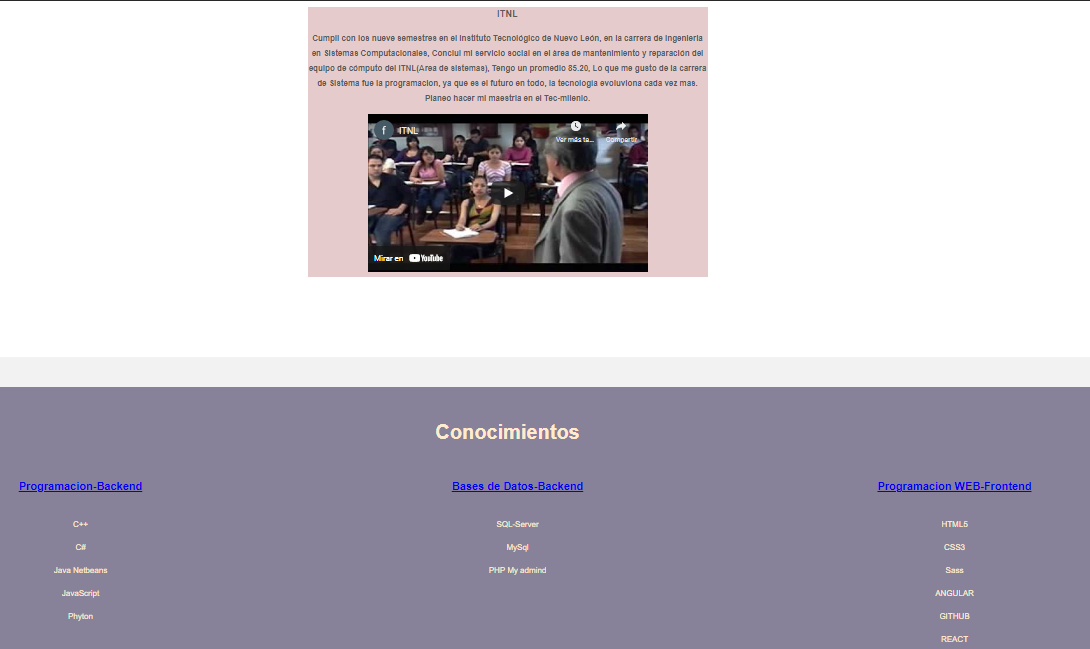 ITNL
Cumpli con los nueve semestres en el Instituto Tecnológico de Nuevo León, en la carrera de Ingenieria
en Sistemas Computacionales, Conclui mi servicio social en el área de mantenimiento y reparación del
equipo de cómputo del ITNL(Area de sistemas), Tengo un promedio 85.20, Lo que me gusto de la carrera
de Sistema fue la programacion, ya que es el futuro en todo, la tecnologia evoluviona cada vez mas.
Planeo hacer mi maestria en el Tec-milenio.
f ITNL
Ver más ta... Compartir
Mirar en YouTube
Conocimientos
Programacion-Backend
C++
C#
Java Netbeans
JavaScript
Phyton
Bases de Datos-Backend
SQL-Server
MySql
PHP My admind
Programacion WEB-Frontend
HTML5
CSS3
Sass
ANGULAR
GITHUB
REACT